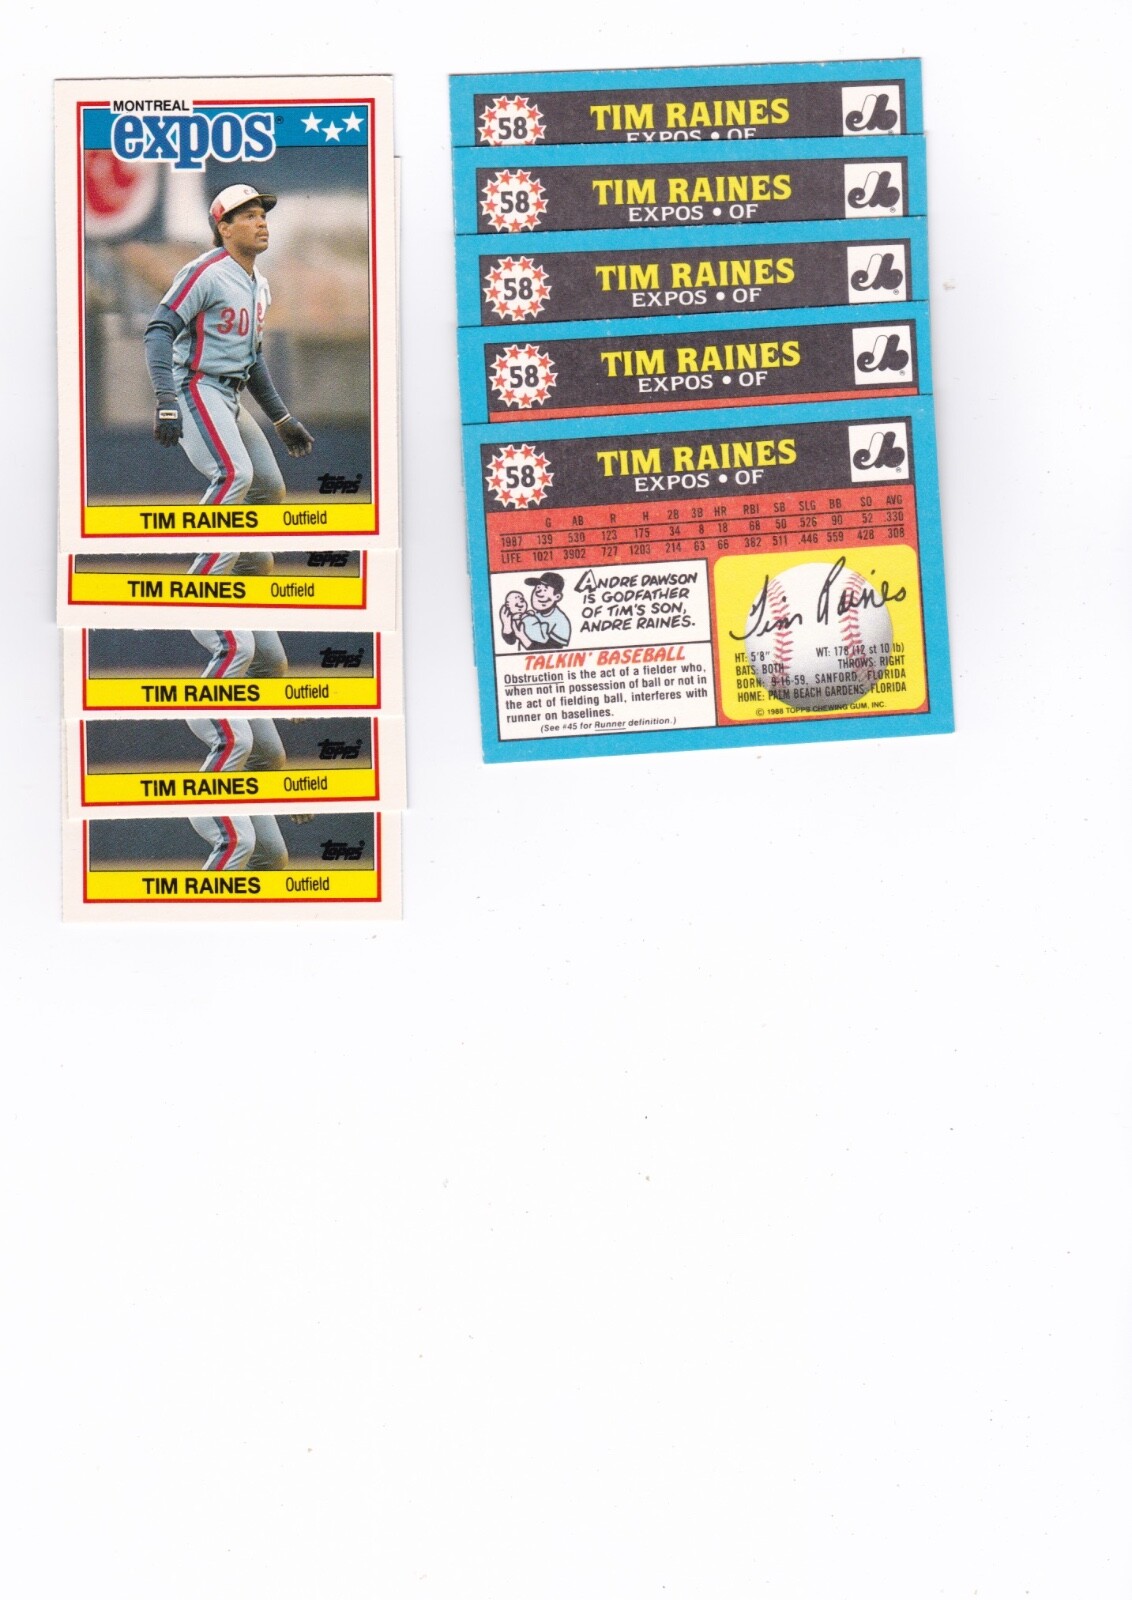 MONTREAL
expos®
30
Topps®
TIM RAINES Outfield
Topps®
TIM RAINES Outfield
Topps®
TIM RAINES Outfield
Topps®
TIM RAINES Outfield
Topps®
TIM RAINES Outfield
58 TIM RAINES
EXPOS • OF
58 TIM RAINES
EXPOS • OF
58 TIM RAINES
EXPOS • OF
58 TIM RAINES
EXPOS • OF
58 TIM RAINES
EXPOS • OF
G AB R H 2B 3B HR RBI SB SLG BB SO AVG
1987 139 530 123 175 34 8 18 68 50 .526 90 52 .330
LIFE 1021 3902 727 1203 214 63 66 382 511 .446 559 428 .308
ANDRE DAWSON
IS GODFATHER
OF TIM'S SON,
ANDRE RAINES.
TALKIN' BASEBALL
Obstruction is the act of a fielder who,
when not in possession of ball or not in
the act of fielding ball, interferes with
runner on baselines.
(See #45 for Runner definition.)
Tim Raines
HT: 5'8" WT: 178 (12 st 10 lb)
BATS: BOTH THROWS: RIGHT
BORN: 9-16-59, SANFORD, FLORIDA
HOME: PALM BEACH GARDENS, FLORIDA
© 1988 TOPPS CHEWING GUM, INC.